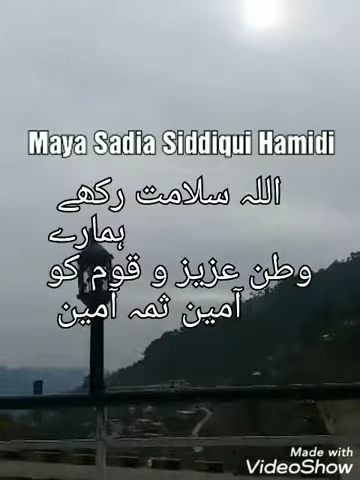 Maya Sadia Siddiqui Hamidi
اللہ سلامت رکھے
ہمارے
وطن عزیز و قوم کو
آمین ثمہ آمین
Made with
VideoShow